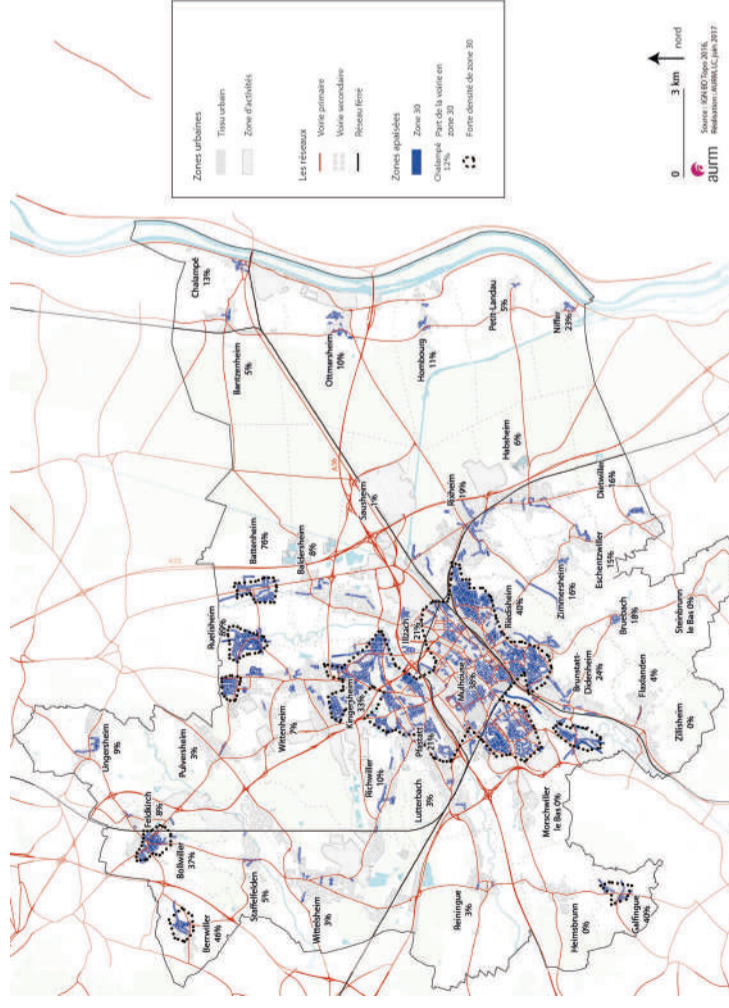 Zones urbaines
Tissu urbain
Zone d'activités
Les réseaux
Voirie primaire
Voirie secondaire
Réseau ferré
Zones apaisées
Zone 30
Chalampé
12%
Part de la voirie en
zone 30
Forte densité de zone 30
0
3 km
nord
aurm
Source : IGN BD Topo 2016,
Réalisation : AURM, LC, juin 2017
Ungersheim
9%
Pulversheim
3%
Feldkirch
8%
Bollwiller
37%
Berrwiller
46%
Staffelfelden
5%
Wittelsheim
3%
Ruelisheim
Battenheim
76%
Baldersheim
8%
Wittenheim
7%
Kingersheim
33%
Richwiller
10%
Illzach
21%
Pfastatt
21%
Lutterbach
3%
Reiningue
3%
Mulhouse
Sausheim
1%
Chalampé
13%
Bantzenheim
5%
Ottmarsheim
10%
Hombourg
11%
Petit-Landau
5%
Niffer
23%
Habsheim
6%
Rixheim
19%
Riedisheim
40%
Dietwiller
16%
Eschentzwiller
15%
Zimmersheim
16%
Bruebach
18%
Steinbrunn
le Bas 0%
Brunstatt-
Didenheim
24%
Flaxlanden
4%
Zillisheim
0%
Morschwiller
le Bas 0%
Heimsbrunn
0%
Galfingue
40%